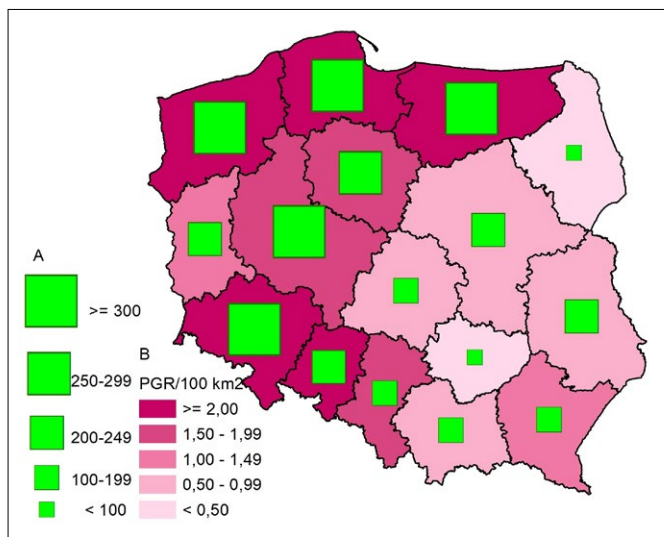 A
>= 300
250-299
200-249
100-199
< 100
B
PGR/100 km2
>= 2,00
1,50 - 1,99
1,00 - 1,49
0,50 - 0,99
< 0,50